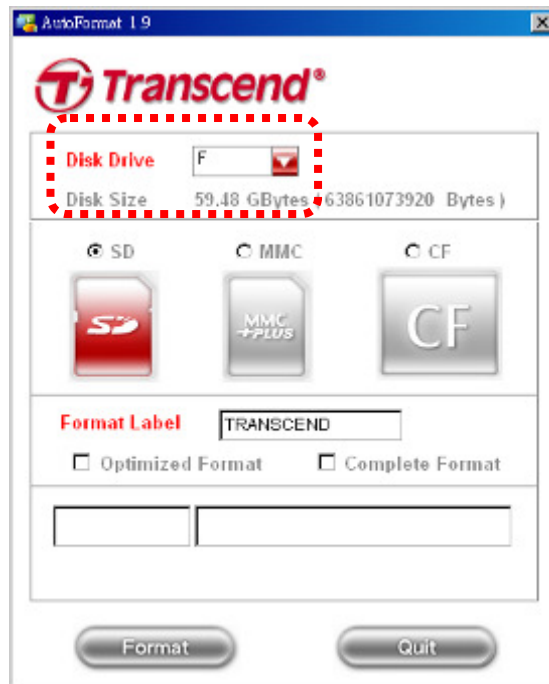 AutoFormat 1.9
Transcend®
Disk Drive F
Disk Size 59.48 GBytes ( 63861073920 Bytes )
SD MMC CF
SD MMC +PLUS CF
Format Label TRANSCEND
Optimized Format Complete Format
Format Quit